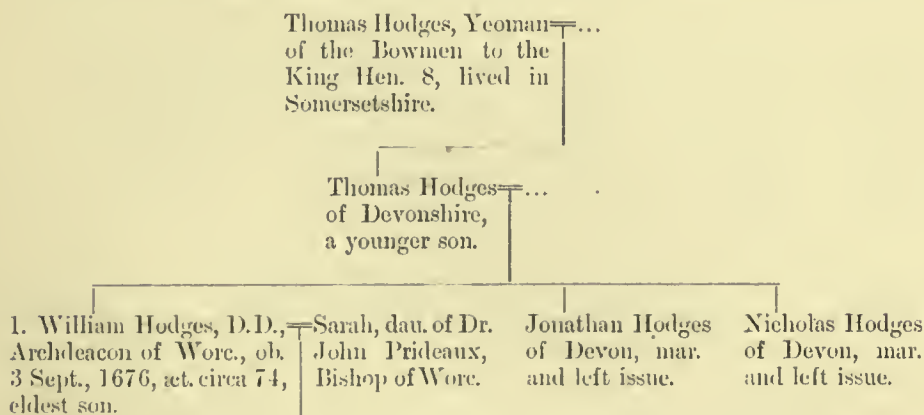 Thomas Hodges, Yeoman=...
of the Bowmen to the
King Hen. 8, lived in
Somersetshire.
Thomas Hodges=...
of Devonshire,
a younger son.
1. William Hodges, D.D.,=
Archdeacon of Worc., ob.
3 Sept., 1676, æt. circa 74,
eldest son.
Sarah, dau. of Dr.
John Prideaux,
Bishop of Worc.
Jonathan Hodges
of Devon, mar.
and left issue.
Nicholas Hodges
of Devon, mar.
and left issue.